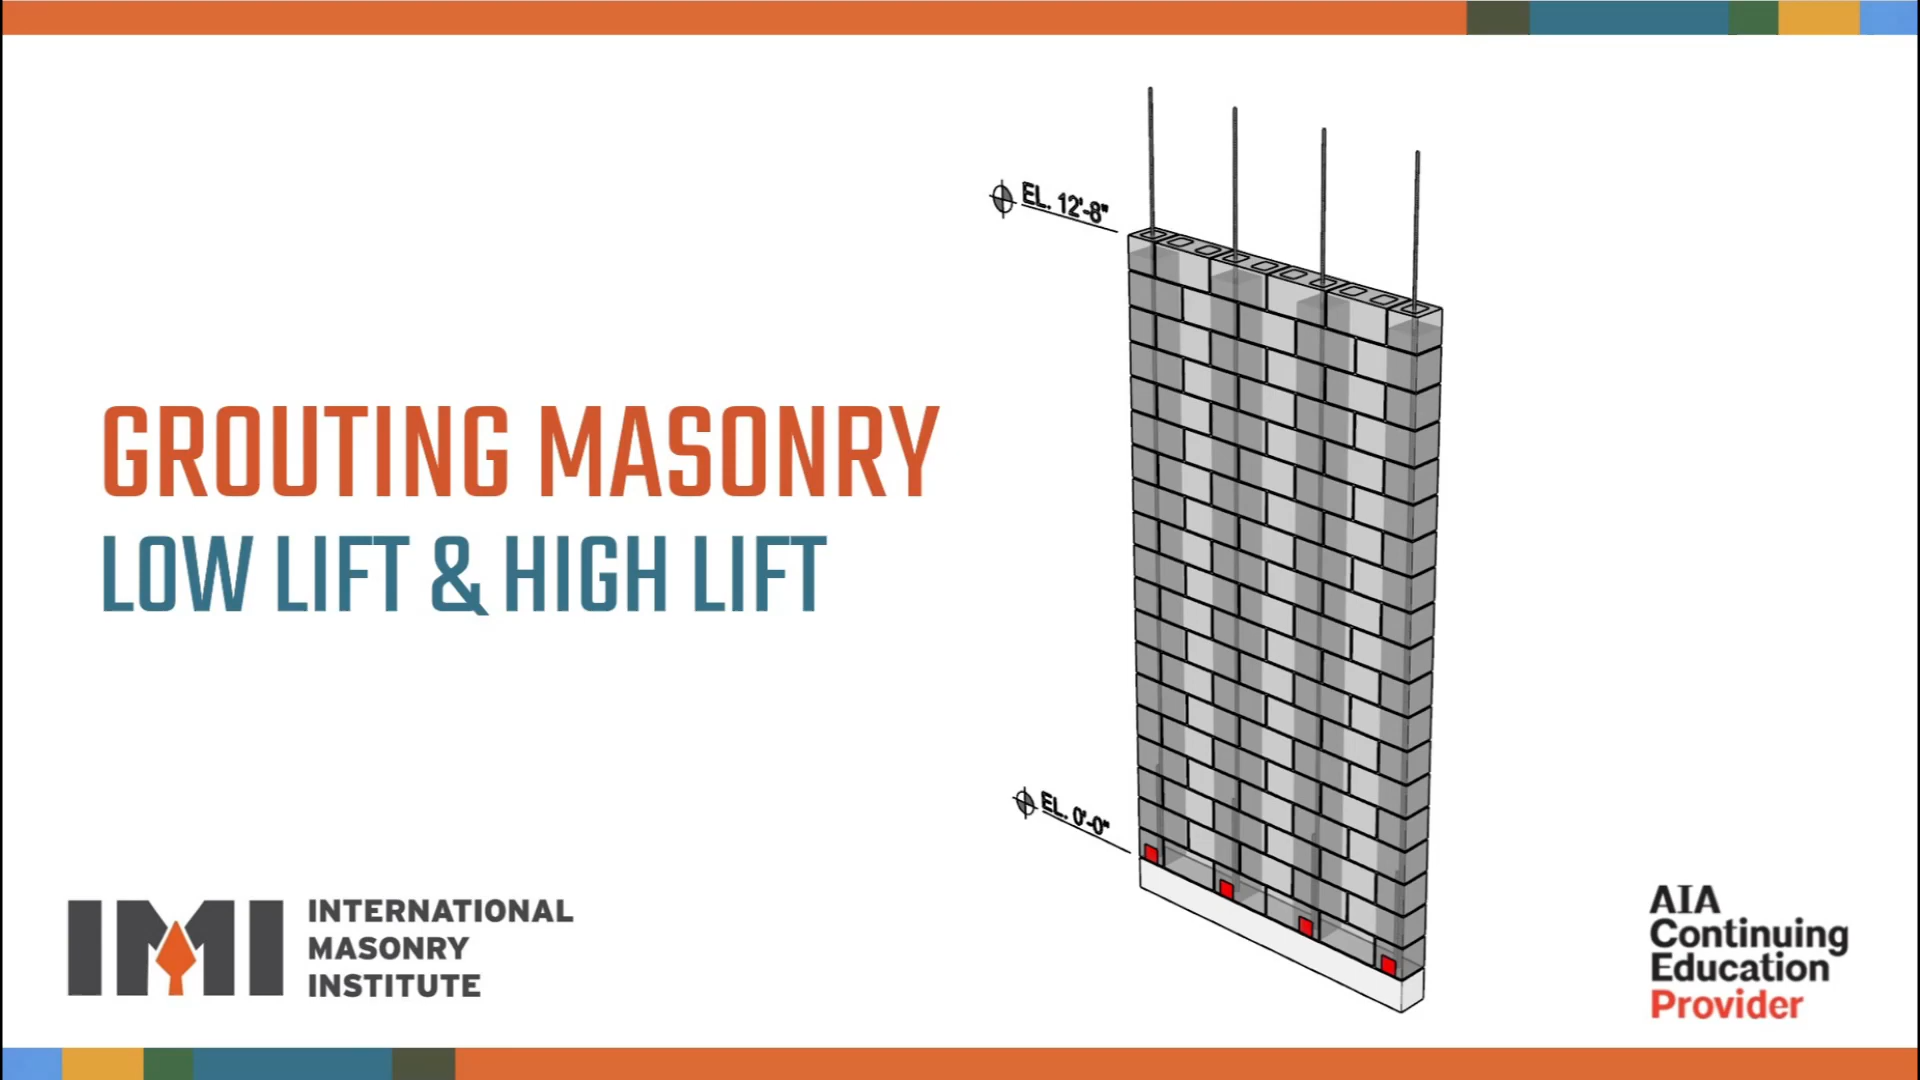 EL. 12'-8"
GROUTING MASONRY
LOW LIFT & HIGH LIFT
EL. 0'-0"
IMI
INTERNATIONAL
MASONRY
INSTITUTE
AIA
Continuing
Education
Provider